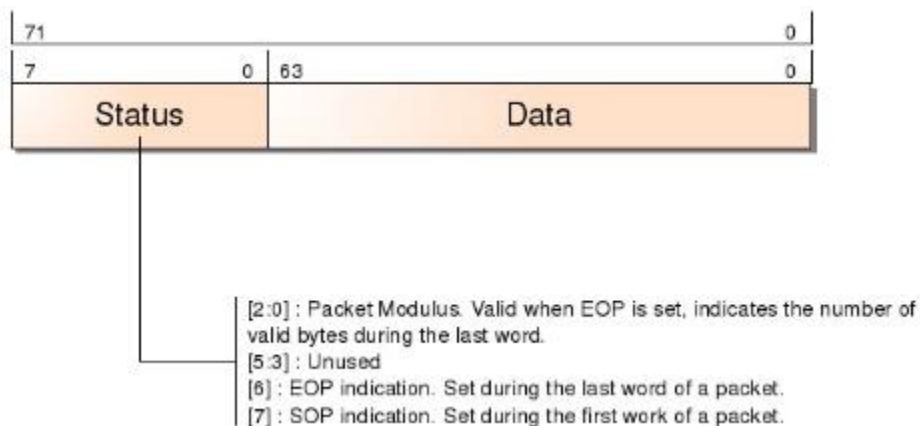 71 0
7 0 63 0
Status Data
[2:0] : Packet Modulus. Valid when EOP is set, indicates the number of
valid bytes during the last word.
[5:3] : Unused
[6] : EOP indication. Set during the last word of a packet.
[7] : SOP indication. Set during the first work of a packet.